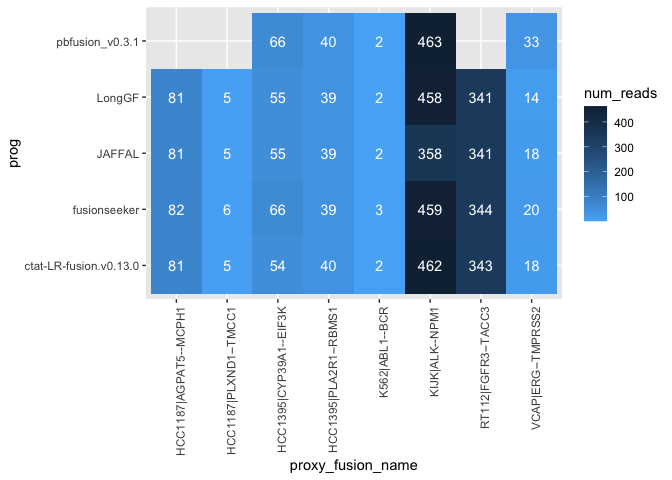 prog
pbfusion_v0.3.1 66 40 2 463 33
LongGF 81 5 55 39 2 458 341 14
JAFFAL 81 5 55 39 2 358 341 18
fusionseeker 82 6 66 39 3 459 344 20
ctat-LR-fusion.v0.13.0 81 5 54 40 2 462 343 18
HCC1187|AGPAT5--MCPH1
HCC1187|PLXND1--TMCC1
HCC1395|CYP39A1--EIF3K
HCC1395|PLA2R1--RBMS1
K562|ABL1--BCR
KIJK|ALK--NPM1
RT112|FGFR3--TACC3
VCAP|ERG--TMPRSS2
proxy_fusion_name
num_reads
400
300
200
100